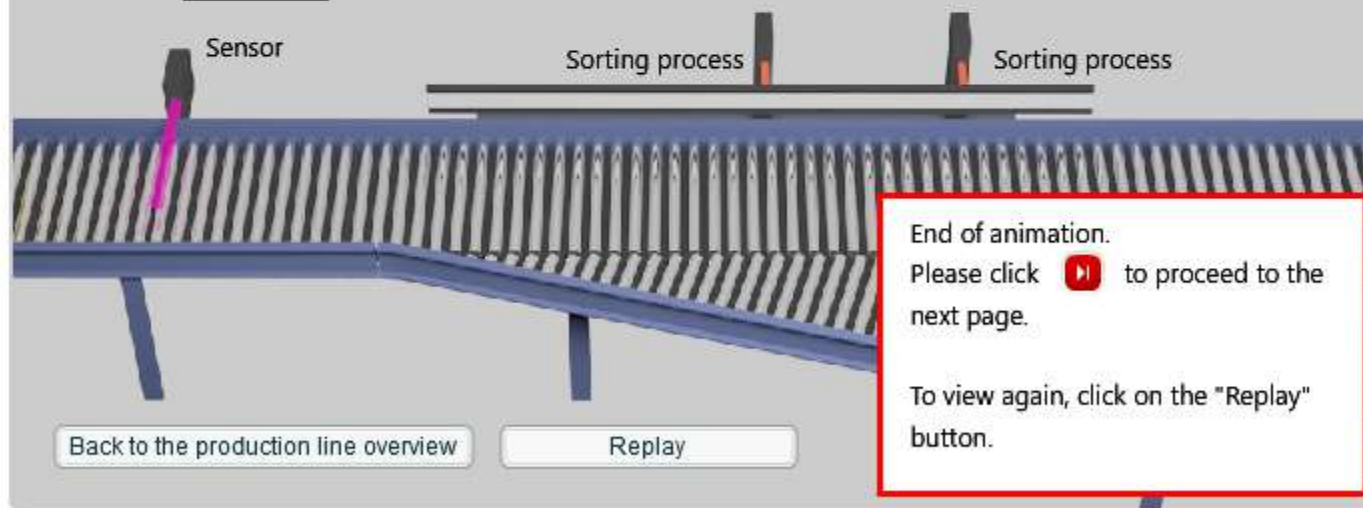 Sensor
Sorting process
Sorting process
End of animation.
Please click to proceed to the
next page.
To view again, click on the "Replay"
button.
Back to the production line overview
Replay